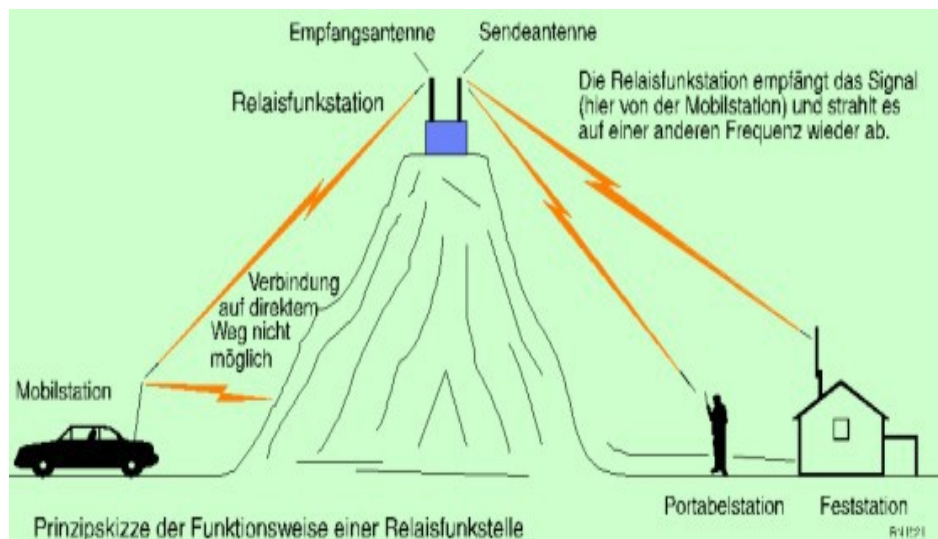 Empfangsantenne
Sendeantenne
Relaisfunkstation
Die Relaisfunkstation empfängt das Signal
(hier von der Mobilstation) und strahlt es
auf einer anderen Frequenz wieder ab.
Verbindung
auf direktem
Weg nicht
möglich
Mobilstation
Portabelstation
Feststation
Prinzipskizze der Funktionsweise einer Relaisfunkstelle